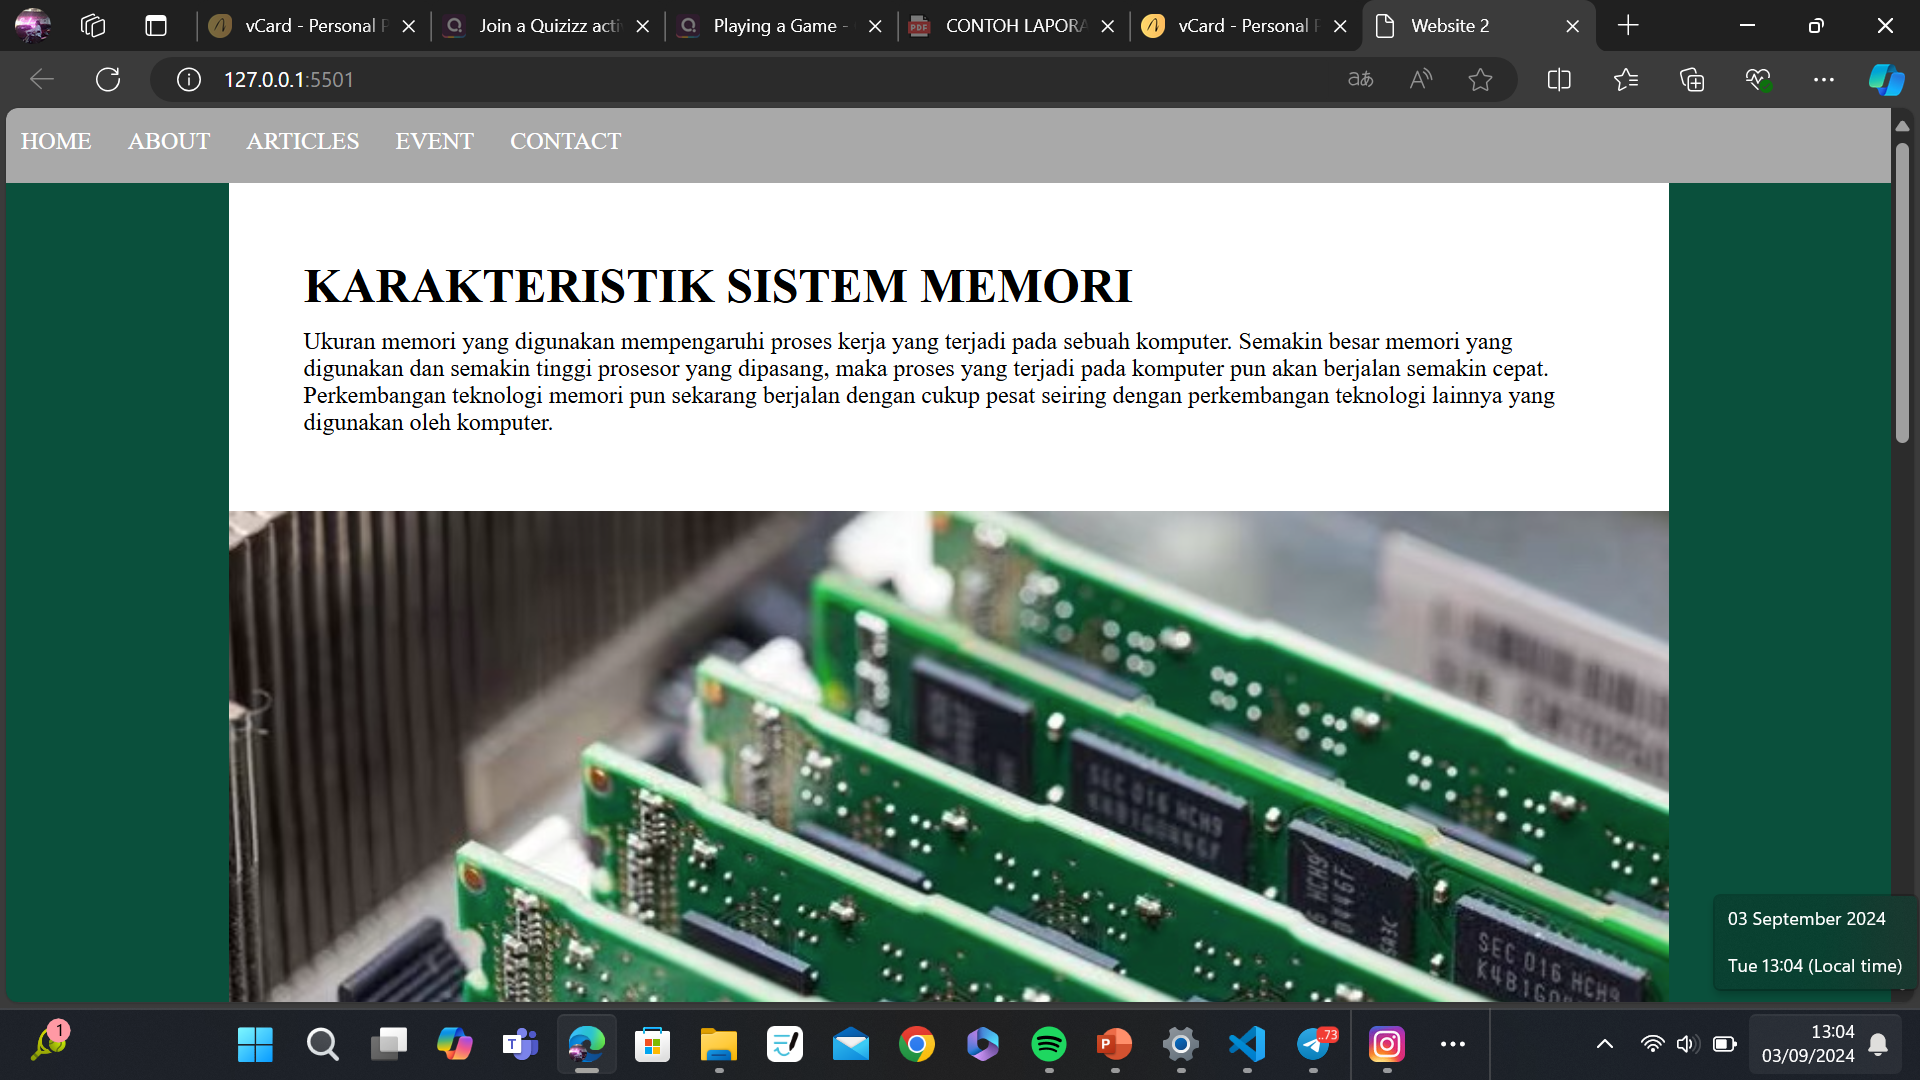 vCard - Personal P
Join a Quizizz acti
Playing a Game -
CONTOH LAPORA
vCard - Personal P
Website 2
127.0.0.1:5501
HOME ABOUT ARTICLES EVENT CONTACT
KARAKTERISTIK SISTEM MEMORI
Ukuran memori yang digunakan mempengaruhi proses kerja yang terjadi pada sebuah komputer. Semakin besar memori yang
digunakan dan semakin tinggi prosesor yang dipasang, maka proses yang terjadi pada komputer pun akan berjalan semakin cepat.
Perkembangan teknologi memori pun sekarang berjalan dengan cukup pesat seiring dengan perkembangan teknologi lainnya yang
digunakan oleh komputer.
SEC 016 HCH9
SEC 016 HCH9
03 September 2024
Tue 13:04 (Local time)
1
..73
13:04
03/09/2024